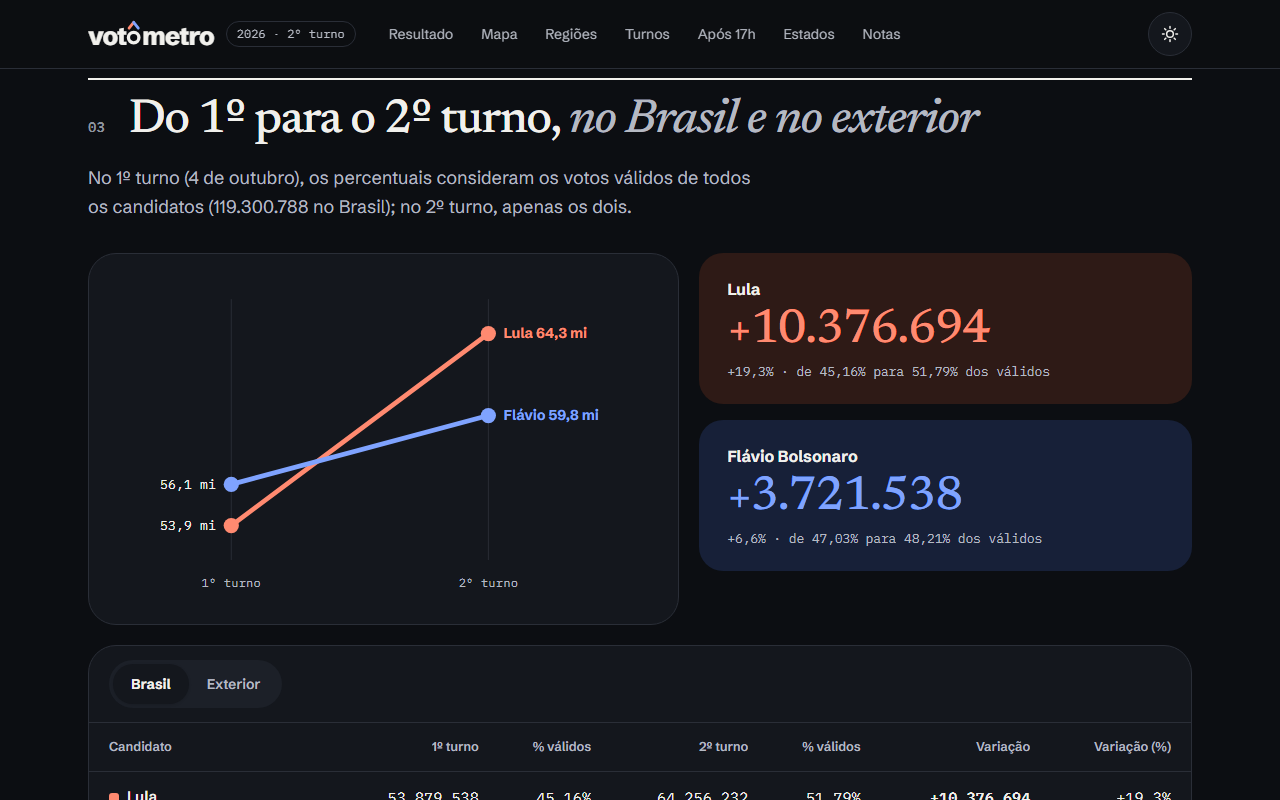 votômetro
2026 · 2º turno
Resultado
Mapa
Regiões
Turnos
Após 17h
Estados
Notas
03
Do 1º para o 2º turno, no Brasil e no exterior
No 1º turno (4 de outubro), os percentuais consideram os votos válidos de todos
os candidatos (119.300.788 no Brasil); no 2º turno, apenas os dois.
Lula 64,3 mi
Flávio 59,8 mi
56,1 mi
53,9 mi
1º turno
2º turno
Lula
+10.376.694
+19,3% · de 45,16% para 51,79% dos válidos
Flávio Bolsonaro
+3.721.538
+6,6% · de 47,03% para 48,21% dos válidos
Brasil
Exterior
Candidato 1º turno % válidos 2º turno % válidos Variação Variação (%)
Lula 53.879.538 45,16% 64.256.232 51,79% +10.376.694 +19,3%